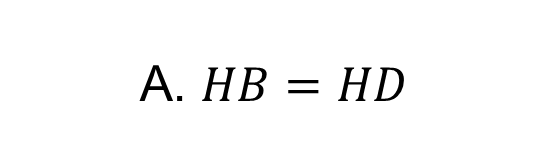 A. HB = HD